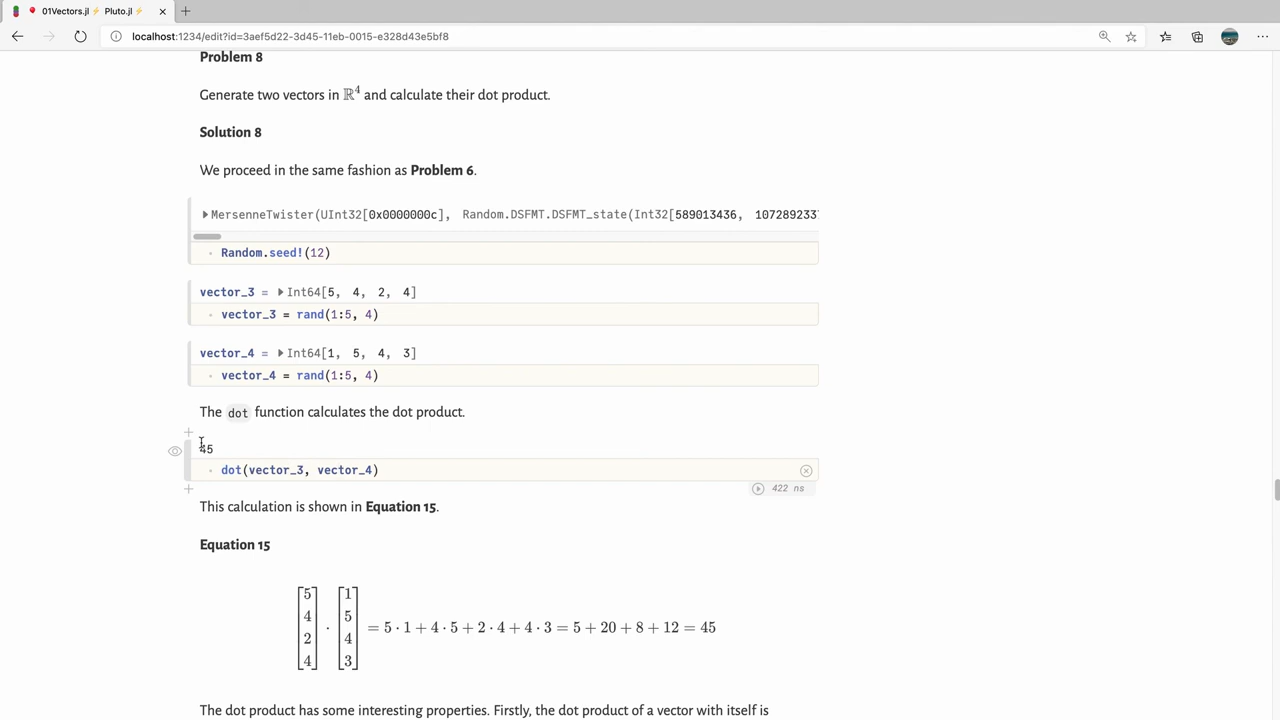 01Vectors.jl⚡ Pluto.jl⚡
localhost:1234/edit?id=3aef5d22-3d45-11eb-0015-e328d43e5bf8
Problem 8
Generate two vectors in ℝ⁴ and calculate their dot product.
Solution 8
We proceed in the same fashion as Problem 6.
MersenneTwister(UInt32[0x0000000c], Random.DSFMT.DSFMT_state(Int32[589013436, 107289233
Random.seed!(12)
vector_3 = Int64[5, 4, 2, 4]
vector_3 = rand(1:5, 4)
vector_4 = Int64[1, 5, 4, 3]
vector_4 = rand(1:5, 4)
The dot function calculates the dot product.
45
dot(vector_3, vector_4)
422 ns
This calculation is shown in Equation 15.
Equation 15
[5 4 2 4] · [1 5 4 3] = 5 · 1 + 4 · 5 + 2 · 4 + 4 · 3 = 5 + 20 + 8 + 12 = 45
The dot product has some interesting properties. Firstly, the dot product of a vector with itself is